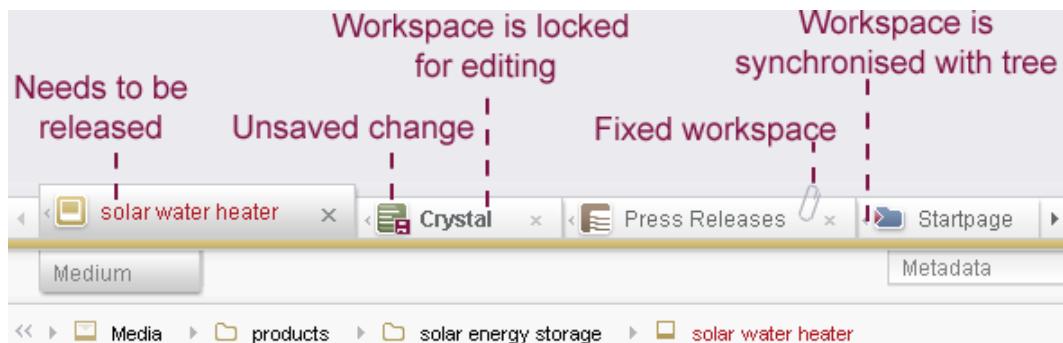 Workspace is locked
for editing
Workspace is
synchronised with tree
Needs to be
released
Unsaved change
Fixed workspace
solar water heater
Crystal
Press Releases
Startpage
Medium
Metadata
Media
products
solar energy storage
solar water heater